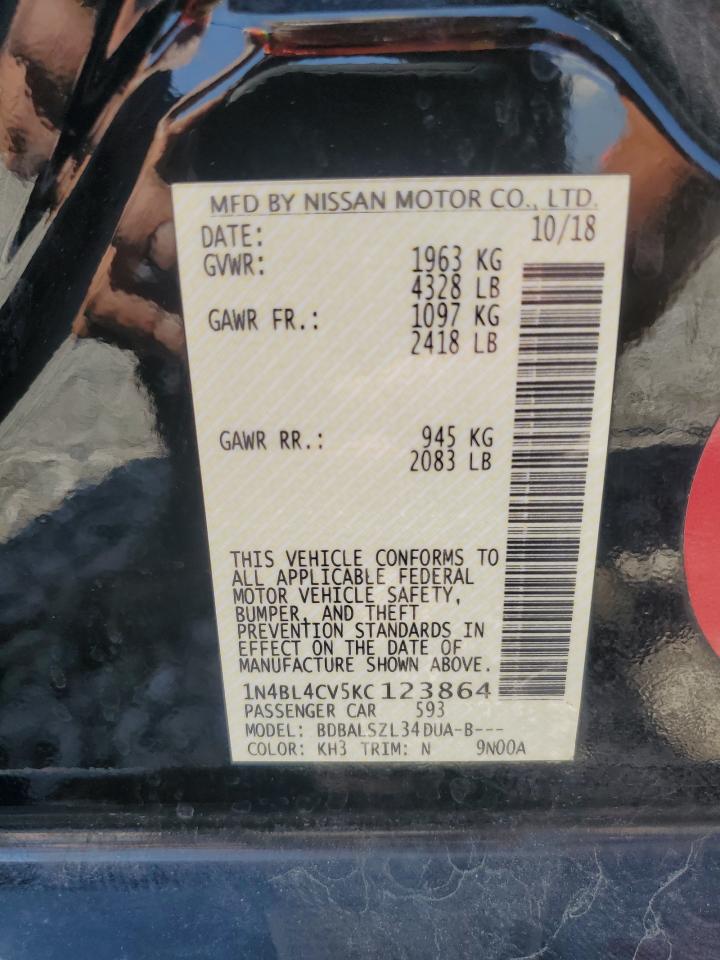 MFD BY NISSAN MOTOR CO., LTD.
DATE: 10/18
GVWR: 1963 KG
4328 LB
GAWR FR.: 1097 KG
2418 LB
GAWR RR.: 945 KG
2083 LB
THIS VEHICLE CONFORMS TO
ALL APPLICABLE FEDERAL
MOTOR VEHICLE SAFETY,
BUMPER, AND THEFT
PREVENTION STANDARDS IN
EFFECT ON THE DATE OF
MANUFACTURE SHOWN ABOVE.
1N4BL4CV5KC123864
PASSENGER CAR 593
MODEL: BDBALSZL34DUA-B---
COLOR: KH3 TRIM: N 9N00A